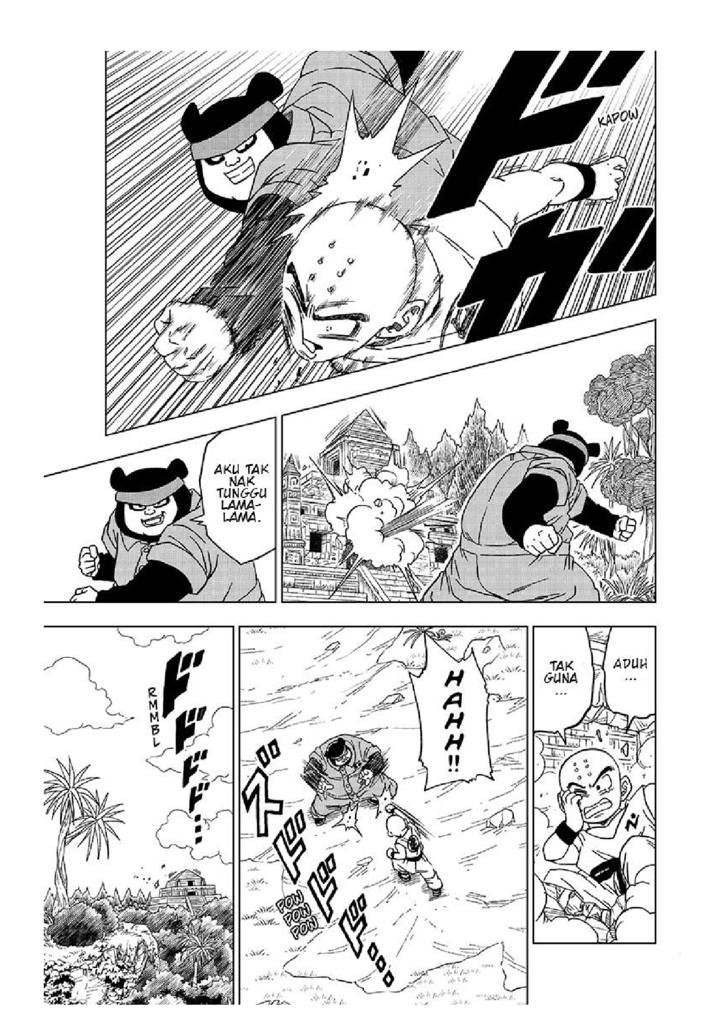 ドガッ
KAPOW
AKU TAK
NAK
TUNGGU
LAMA-
LAMA.
ADUH
...
TAK
GUNA
...
HAHH!!
ズドドド...
POW
POW
POW
ドドドド...
RMMBL